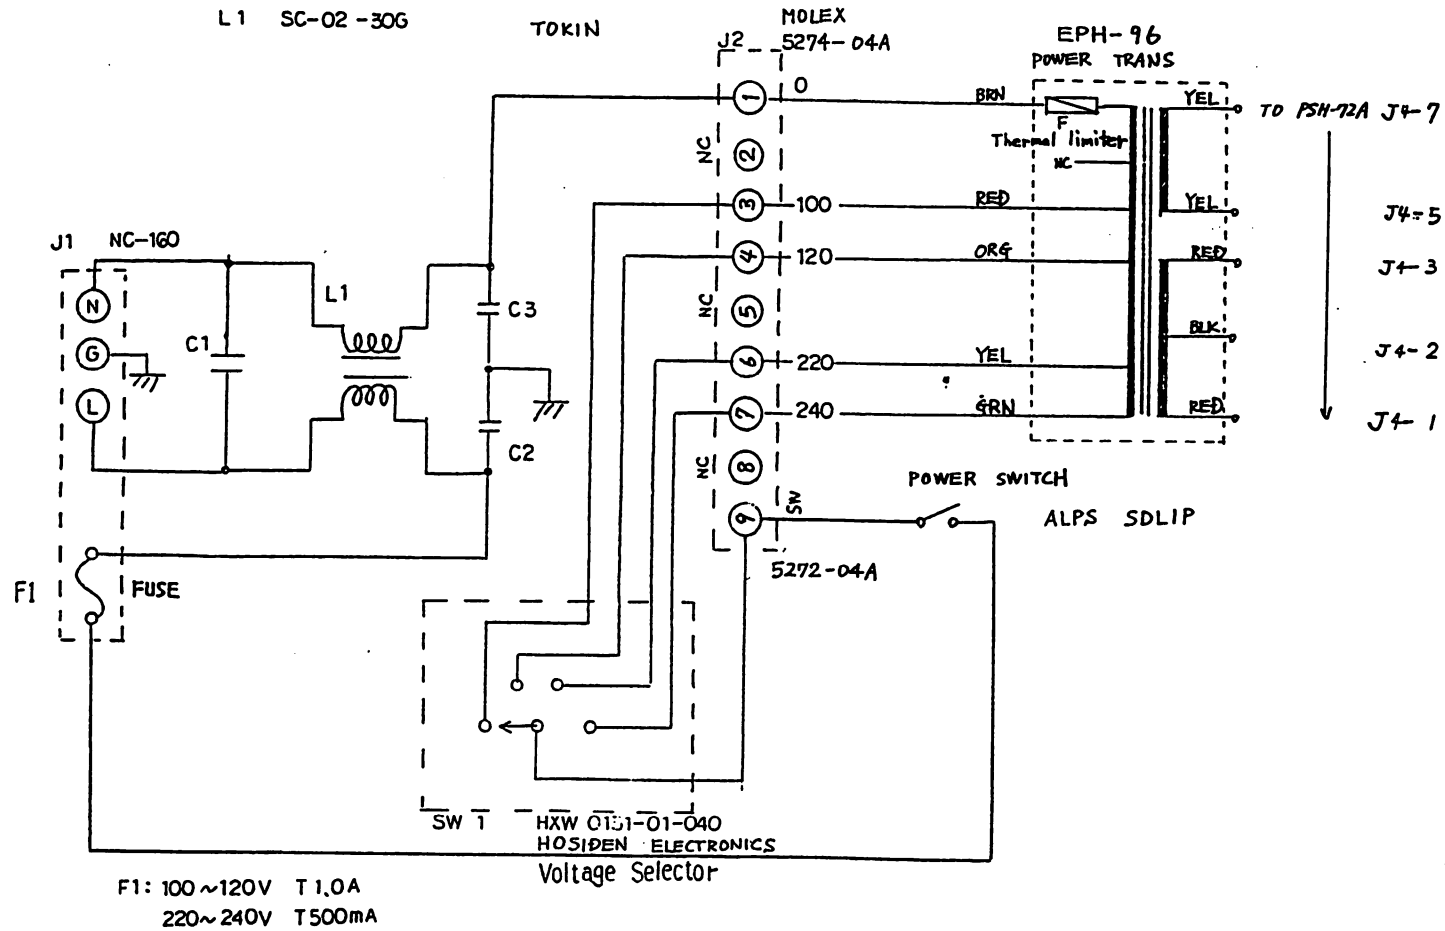 L1 SC-02-30G
TOKIN
MOLEX
J2 5274-04A
EPH-96
POWER TRANS
1 0 BRN
F
Thermal limiter
NC
YEL TO PSH-72A J4-7
NC 2
3 100 RED
YEL J4-5
4 120 ORG
RED J4-3
NC 5
BLK J4-2
6 220 YEL
7 240 GRN
RED J4-1
NC 8
9 SW
5272-04A
POWER SWITCH
ALPS SDLIP
J1 NC-160
N
G
L
C1
L1
C3
C2
F1 FUSE
SW 1 HXW 0131-01-040
HOSIDEN ELECTRONICS
Voltage Selector
F1: 100~120V T1.0A
220~240V T500mA